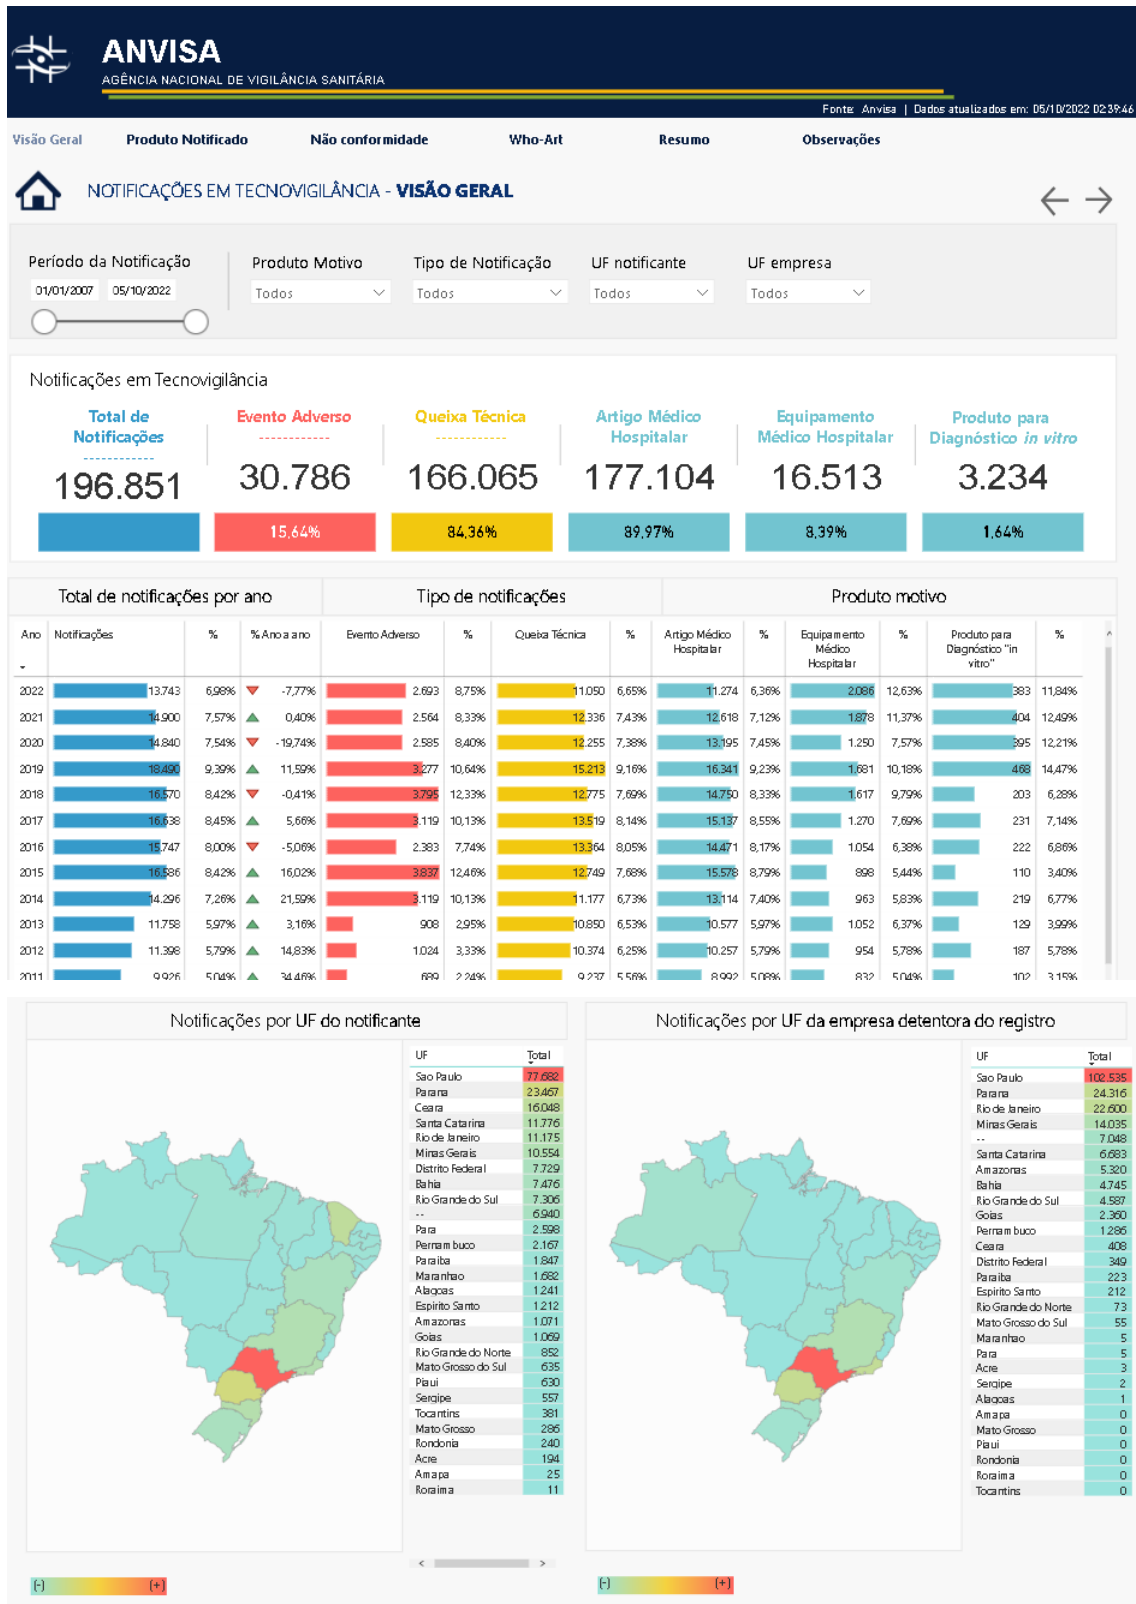 ANVISA
AGÊNCIA NACIONAL DE VIGILÂNCIA SANITÁRIA
Fonte: Anvisa | Dados atualizados em: 05/10/2022 02:39:46
Visão Geral Produto Notificado Não conformidade Who-Art Resumo Observações
NOTIFICAÇÕES EM TECNOVIGILÂNCIA - VISÃO GERAL
Período da Notificação Produto Motivo Tipo de Notificação UF notificante UF empresa
01/01/2007 05/10/2022 Todos Todos Todos Todos
Notificações em Tecnovigilância
Total de Notificações Evento Adverso Queixa Técnica Artigo Médico Hospitalar Equipamento Médico Hospitalar Produto para Diagnóstico in vitro
196.851 30.786 166.065 177.104 16.513 3.234
15,64% 84,36% 89,97% 8,39% 1,64%
Total de notificações por ano Tipo de notificações Produto motivo
Ano Notificações % % Ano a ano Evento Adverso % Queixa Técnica % Artigo Médico Hospitalar % Equipamento Médico Hospitalar % Produto para Diagnóstico "in vitro" %
2022 13.743 6,98% -7,77% 2.693 8,75% 11.050 6,65% 11.274 6,36% 2.086 12,63% 383 11,84%
2021 14.900 7,57% 0,40% 2.564 8,33% 12.336 7,43% 12.618 7,12% 1.878 11,37% 404 12,49%
2020 14.840 7,54% -19,74% 2.585 8,40% 12.255 7,38% 13.195 7,45% 1.250 7,57% 395 12,21%
2019 18.490 9,39% 11,59% 3.277 10,64% 15.213 9,16% 16.341 9,23% 1.681 10,18% 468 14,47%
2018 16.570 8,42% -0,41% 3.795 12,33% 12.775 7,69% 14.750 8,33% 1.617 9,79% 203 6,28%
2017 16.638 8,45% 5,66% 3.119 10,13% 13.519 8,14% 15.137 8,55% 1.270 7,69% 231 7,14%
2016 15.747 8,00% -5,06% 2.383 7,74% 13.364 8,05% 14.471 8,17% 1.054 6,38% 222 6,86%
2015 16.586 8,42% 16,02% 3.837 12,46% 12.749 7,68% 15.578 8,79% 898 5,44% 110 3,40%
2014 14.296 7,26% 21,59% 3.119 10,13% 11.177 6,73% 13.114 7,40% 963 5,83% 219 6,77%
2013 11.758 5,97% 3,16% 908 2,95% 10.850 6,53% 10.577 5,97% 1.052 6,37% 129 3,99%
2012 11.398 5,79% 14,83% 1.024 3,33% 10.374 6,25% 10.257 5,79% 954 5,78% 187 5,78%
2011 9.926 5,04% 34,46% 689 2,24% 9.237 5,56% 8.992 5,08% 832 5,04% 102 3,15%
Notificações por UF do notificante
UF Total
Sao Paulo 77.682
Parana 23.467
Ceara 16.048
Santa Catarina 11.776
Rio de Janeiro 11.175
Minas Gerais 10.554
Distrito Federal 7.729
Bahia 7.476
Rio Grande do Sul 7.306
-- 6.940
Para 2.598
Pernambuco 2.167
Paraiba 1.847
Maranhao 1.682
Alagoas 1.241
Espirito Santo 1.212
Amazonas 1.071
Goias 1.069
Rio Grande do Norte 852
Mato Grosso do Sul 635
Piaui 630
Sergipe 557
Tocantins 381
Mato Grosso 286
Rondonia 240
Acre 194
Amapa 25
Roraima 11
(-) (+)
Notificações por UF da empresa detentora do registro
UF Total
Sao Paulo 102.535
Parana 24.316
Rio de Janeiro 22.600
Minas Gerais 14.035
-- 7.048
Santa Catarina 6.683
Amazonas 5.320
Bahia 4.745
Rio Grande do Sul 4.587
Goias 2.360
Pernambuco 1.286
Ceara 408
Distrito Federal 349
Paraiba 223
Espirito Santo 212
Rio Grande do Norte 73
Mato Grosso do Sul 55
Maranhao 5
Para 5
Acre 3
Sergipe 2
Alagoas 1
Amapa 0
Mato Grosso 0
Piaui 0
Rondonia 0
Roraima 0
Tocantins 0
(-) (+)